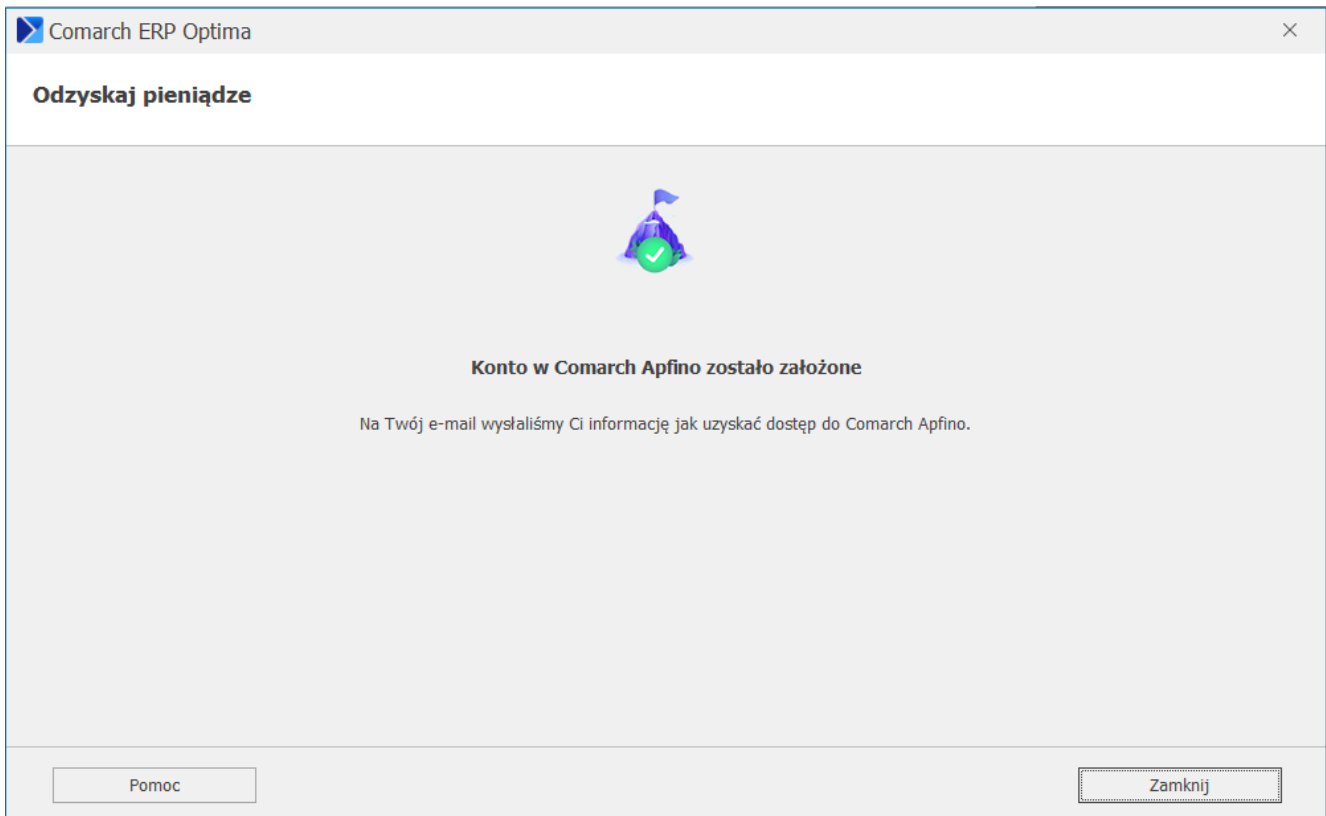 Comarch ERP Optima
Odzyskaj pieniądze
Konto w Comarch Apfino zostało założone
Na Twój e-mail wysłaliśmy Ci informację jak uzyskać dostęp do Comarch Apfino.
Pomoc
Zamknij